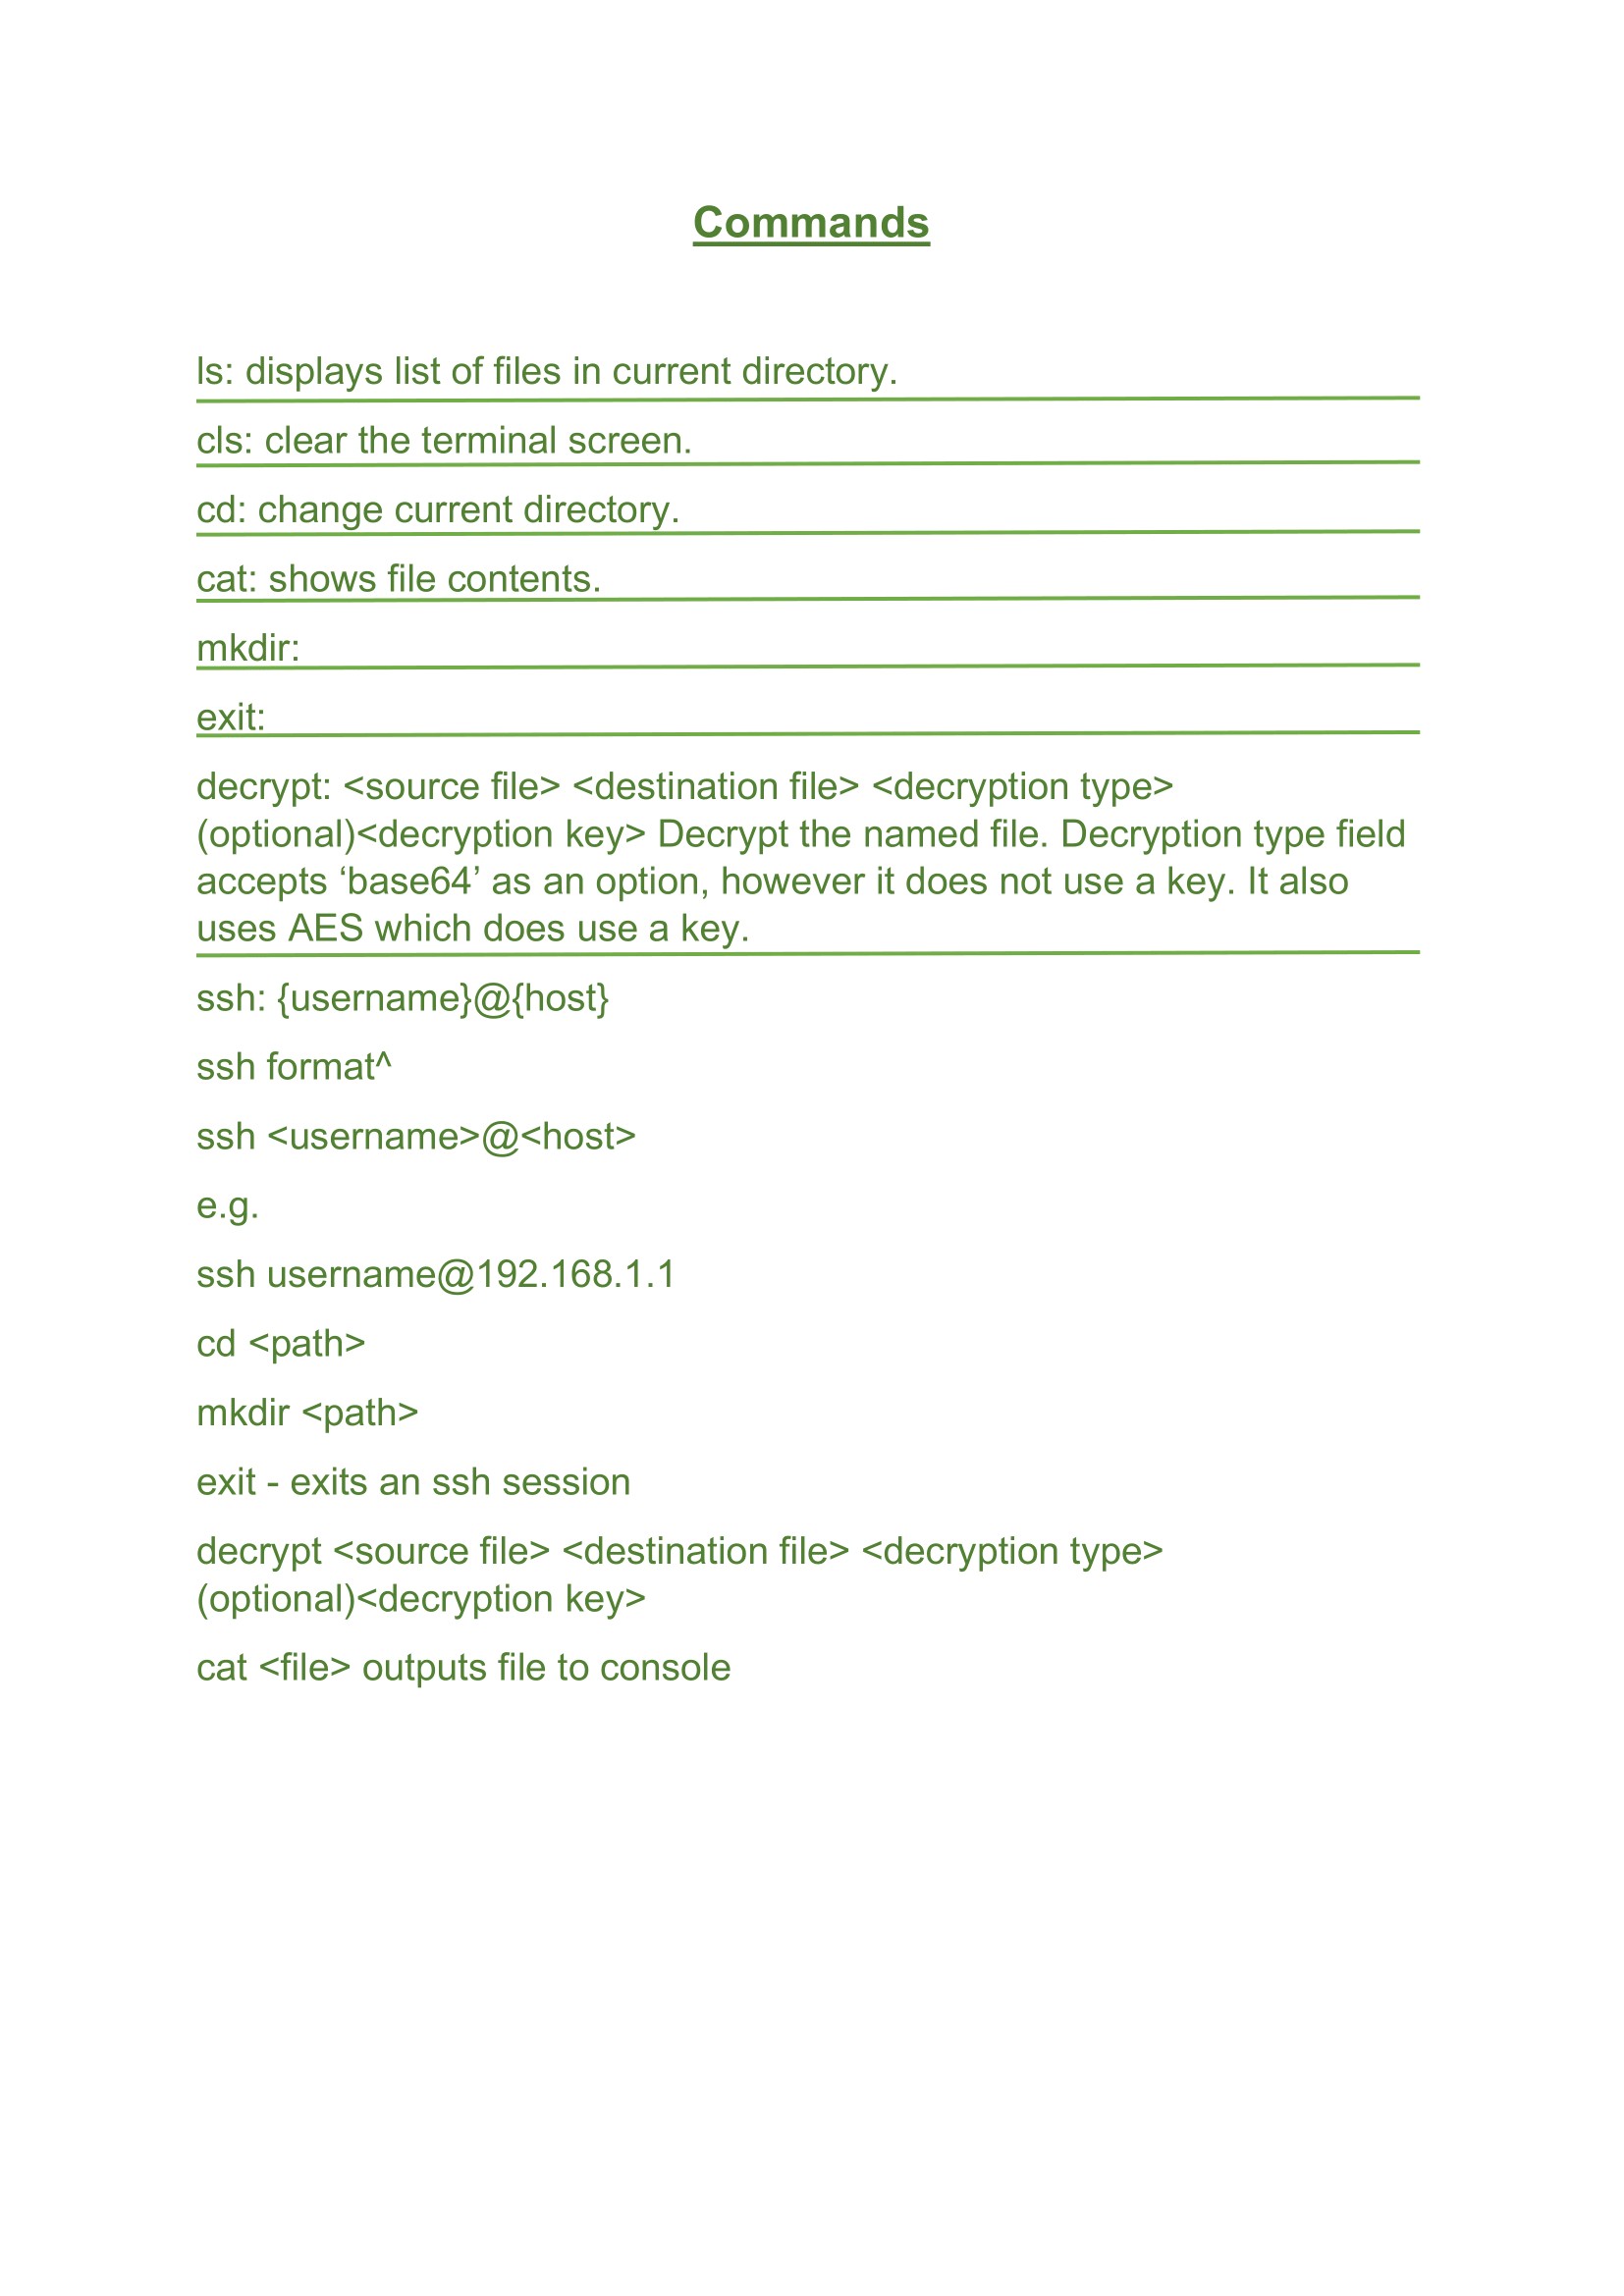 Commands
ls: displays list of files in current directory.
cls: clear the terminal screen.
cd: change current directory.
cat: shows file contents.
mkdir:
exit:
decrypt: <source file> <destination file> <decryption type>
(optional)<decryption key> Decrypt the named file. Decryption type field
accepts ‘base64’ as an option, however it does not use a key. It also
uses AES which does use a key.
ssh: {username}@{host}
ssh format^
ssh <username>@<host>
e.g.
ssh username@192.168.1.1
cd <path>
mkdir <path>
exit - exits an ssh session
decrypt <source file> <destination file> <decryption type>
(optional)<decryption key>
cat <file> outputs file to console